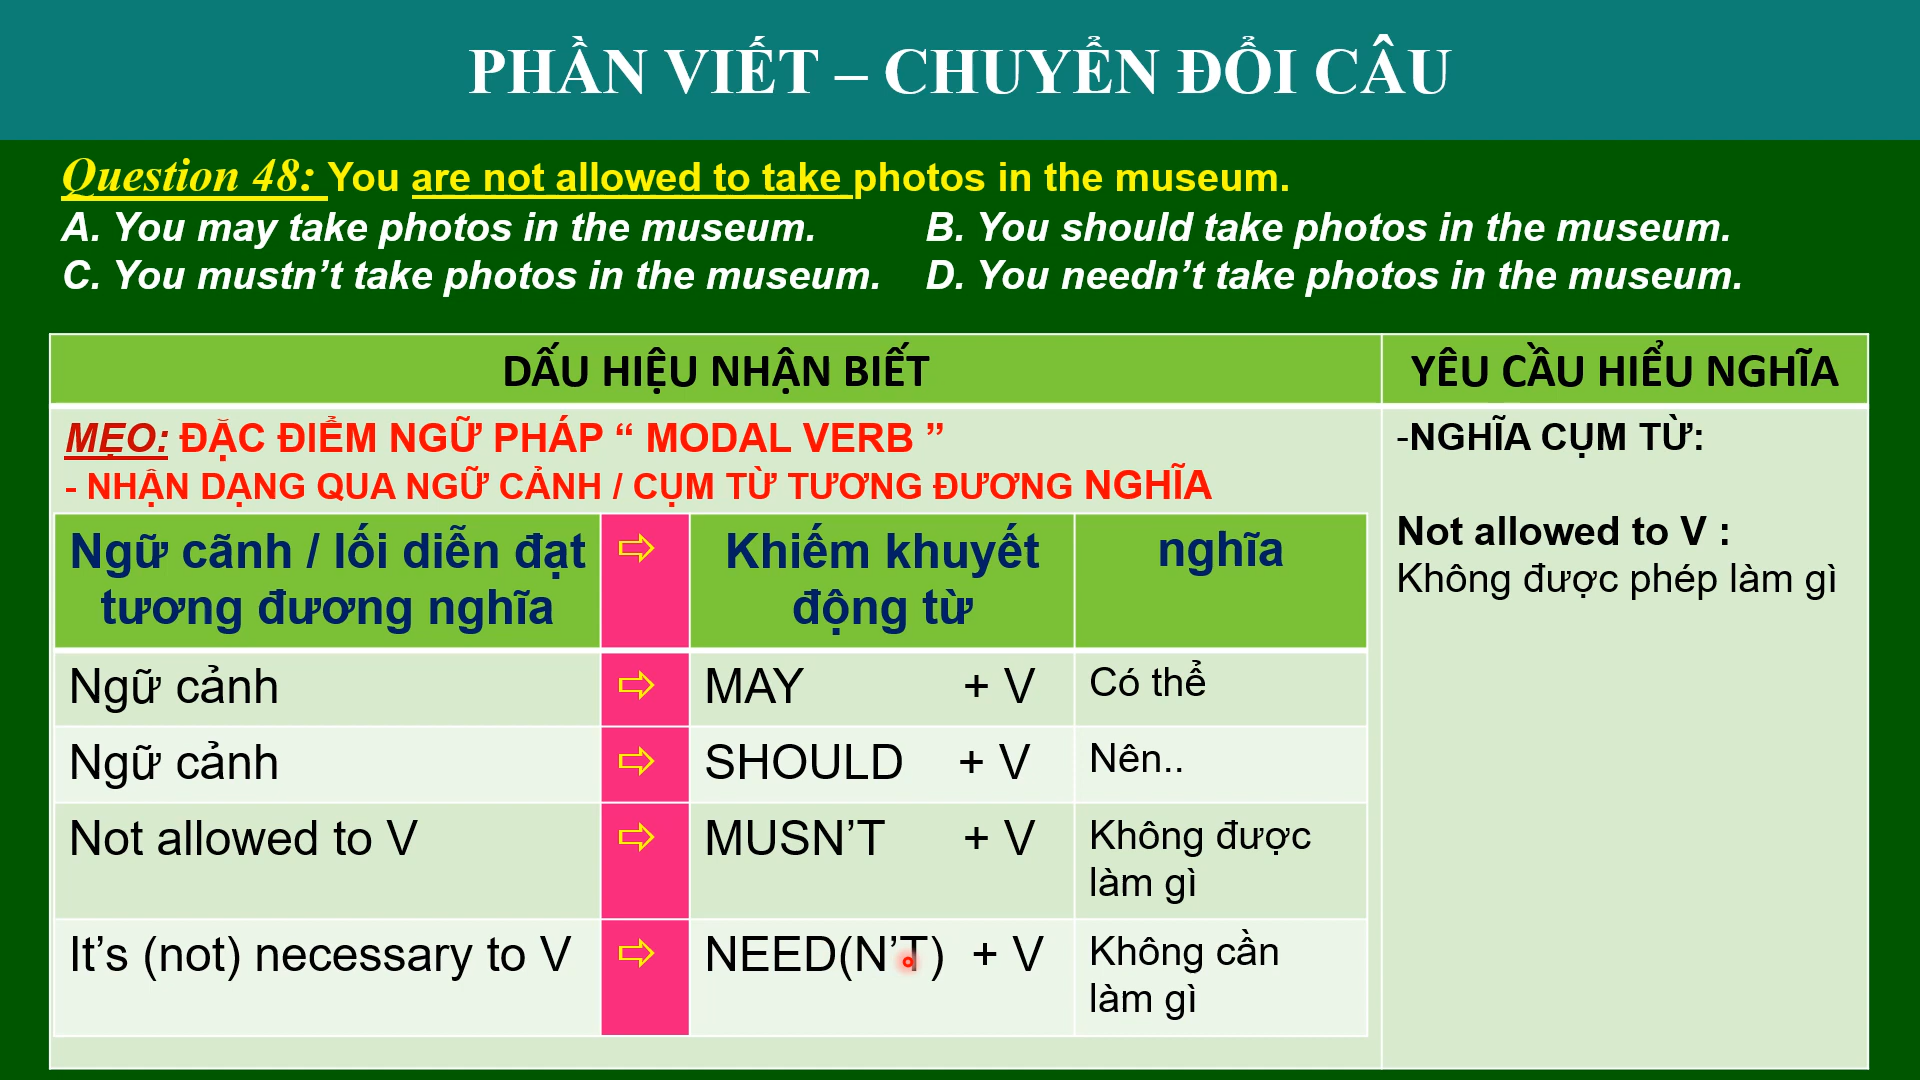 PHẦN VIẾT – CHUYỂN ĐỔI CÂU
Question 48: You are not allowed to take photos in the museum.
A. You may take photos in the museum. B. You should take photos in the museum.
C. You mustn’t take photos in the museum. D. You needn’t take photos in the museum.
DẤU HIỆU NHẬN BIẾT
YÊU CẦU HIỂU NGHĨA
MẸO: ĐẶC ĐIỂM NGỮ PHÁP “ MODAL VERB ”
- NHẬN DẠNG QUA NGỮ CẢNH / CỤM TỪ TƯƠNG ĐƯƠNG NGHĨA
Ngữ cãnh / lối diễn đạt
tương đương nghĩa
⇨
Khiếm khuyết
động từ
nghĩa
Ngữ cảnh ⇨ MAY + V Có thể
Ngữ cảnh ⇨ SHOULD + V Nên..
Not allowed to V ⇨ MUSN’T + V Không được
làm gì
It’s (not) necessary to V ⇨ NEED(N’T) + V Không cần
làm gì
-NGHĨA CỤM TỪ:
Not allowed to V :
Không được phép làm gì